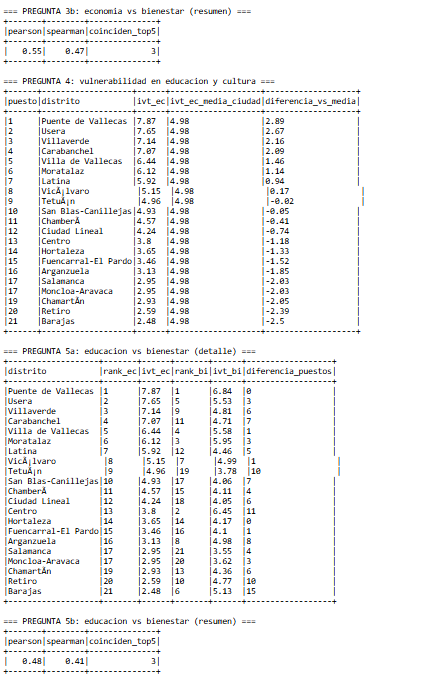 === PREGUNTA 3b: economia vs bienestar (resumen) ===
+-------+--------+--------------+
|pearson|spearman|coinciden_top5|
+-------+--------+--------------+
| 0.55| 0.47| 3|
+-------+--------+--------------+
=== PREGUNTA 4: vulnerabilidad en educacion y cultura ===
+------+-------------------+------+-------------------+--------------------+
|puesto|distrito |ivt_ec|ivt_ec_media_ciudad|diferencia_vs_media|
+------+-------------------+------+-------------------+--------------------+
|1 |Puente de Vallecas |7.87 |4.98 |2.89 |
|2 |Usera |7.65 |4.98 |2.67 |
|3 |Villaverde |7.14 |4.98 |2.16 |
|4 |Carabanchel |7.07 |4.98 |2.09 |
|5 |Villa de Vallecas |6.44 |4.98 |1.46 |
|6 |Moratalaz |6.12 |4.98 |1.14 |
|7 |Latina |5.92 |4.98 |0.94 |
|8 |VicÃ¡lvaro |5.15 |4.98 |0.17 |
|9 |TetuÃ¡n |4.96 |4.98 |-0.02 |
|10 |San Blas-Canillejas|4.93 |4.98 |-0.05 |
|11 |ChamberÃ­ |4.57 |4.98 |-0.41 |
|12 |Ciudad Lineal |4.24 |4.98 |-0.74 |
|13 |Centro |3.8 |4.98 |-1.18 |
|14 |Hortaleza |3.65 |4.98 |-1.33 |
|15 |Fuencarral-El Pardo|3.46 |4.98 |-1.52 |
|16 |Arganzuela |3.13 |4.98 |-1.85 |
|17 |Salamanca |2.95 |4.98 |-2.03 |
|17 |Moncloa-Aravaca |2.95 |4.98 |-2.03 |
|19 |ChamartÃ­n |2.93 |4.98 |-2.05 |
|20 |Retiro |2.59 |4.98 |-2.39 |
|21 |Barajas |2.48 |4.98 |-2.5 |
+------+-------------------+------+-------------------+--------------------+
=== PREGUNTA 5a: educacion vs bienestar (detalle) ===
+-------------------+-------+------+-------+------+------------------+
|distrito |rank_ec|ivt_ec|rank_bi|ivt_bi|diferencia_puestos|
+-------------------+-------+------+-------+------+------------------+
|Puente de Vallecas |1 |7.87 |1 |6.84 |0 |
|Usera |2 |7.65 |5 |5.53 |3 |
|Villaverde |3 |7.14 |9 |4.81 |6 |
|Carabanchel |4 |7.07 |11 |4.71 |7 |
|Villa de Vallecas |5 |6.44 |4 |5.58 |1 |
|Moratalaz |6 |6.12 |3 |5.95 |3 |
|Latina |7 |5.92 |12 |4.46 |5 |
|VicÃ¡lvaro |8 |5.15 |7 |4.99 |1 |
|TetuÃ¡n |9 |4.96 |19 |3.78 |10 |
|San Blas-Canillejas|10 |4.93 |17 |4.06 |7 |
|ChamberÃ­ |11 |4.57 |15 |4.11 |4 |
|Ciudad Lineal |12 |4.24 |18 |4.05 |6 |
|Centro |13 |3.8 |2 |6.45 |11 |
|Hortaleza |14 |3.65 |14 |4.17 |0 |
|Fuencarral-El Pardo|15 |3.46 |16 |4.1 |1 |
|Arganzuela |16 |3.13 |8 |4.98 |8 |
|Salamanca |17 |2.95 |21 |3.55 |4 |
|Moncloa-Aravaca |17 |2.95 |20 |3.62 |3 |
|ChamartÃ­n |19 |2.93 |13 |4.36 |6 |
|Retiro |20 |2.59 |10 |4.77 |10 |
|Barajas |21 |2.48 |6 |5.13 |15 |
+-------------------+-------+------+-------+------+------------------+
=== PREGUNTA 5b: educacion vs bienestar (resumen) ===
+-------+--------+--------------+
|pearson|spearman|coinciden_top5|
+-------+--------+--------------+
| 0.48| 0.41| 3|
+-------+--------+--------------+